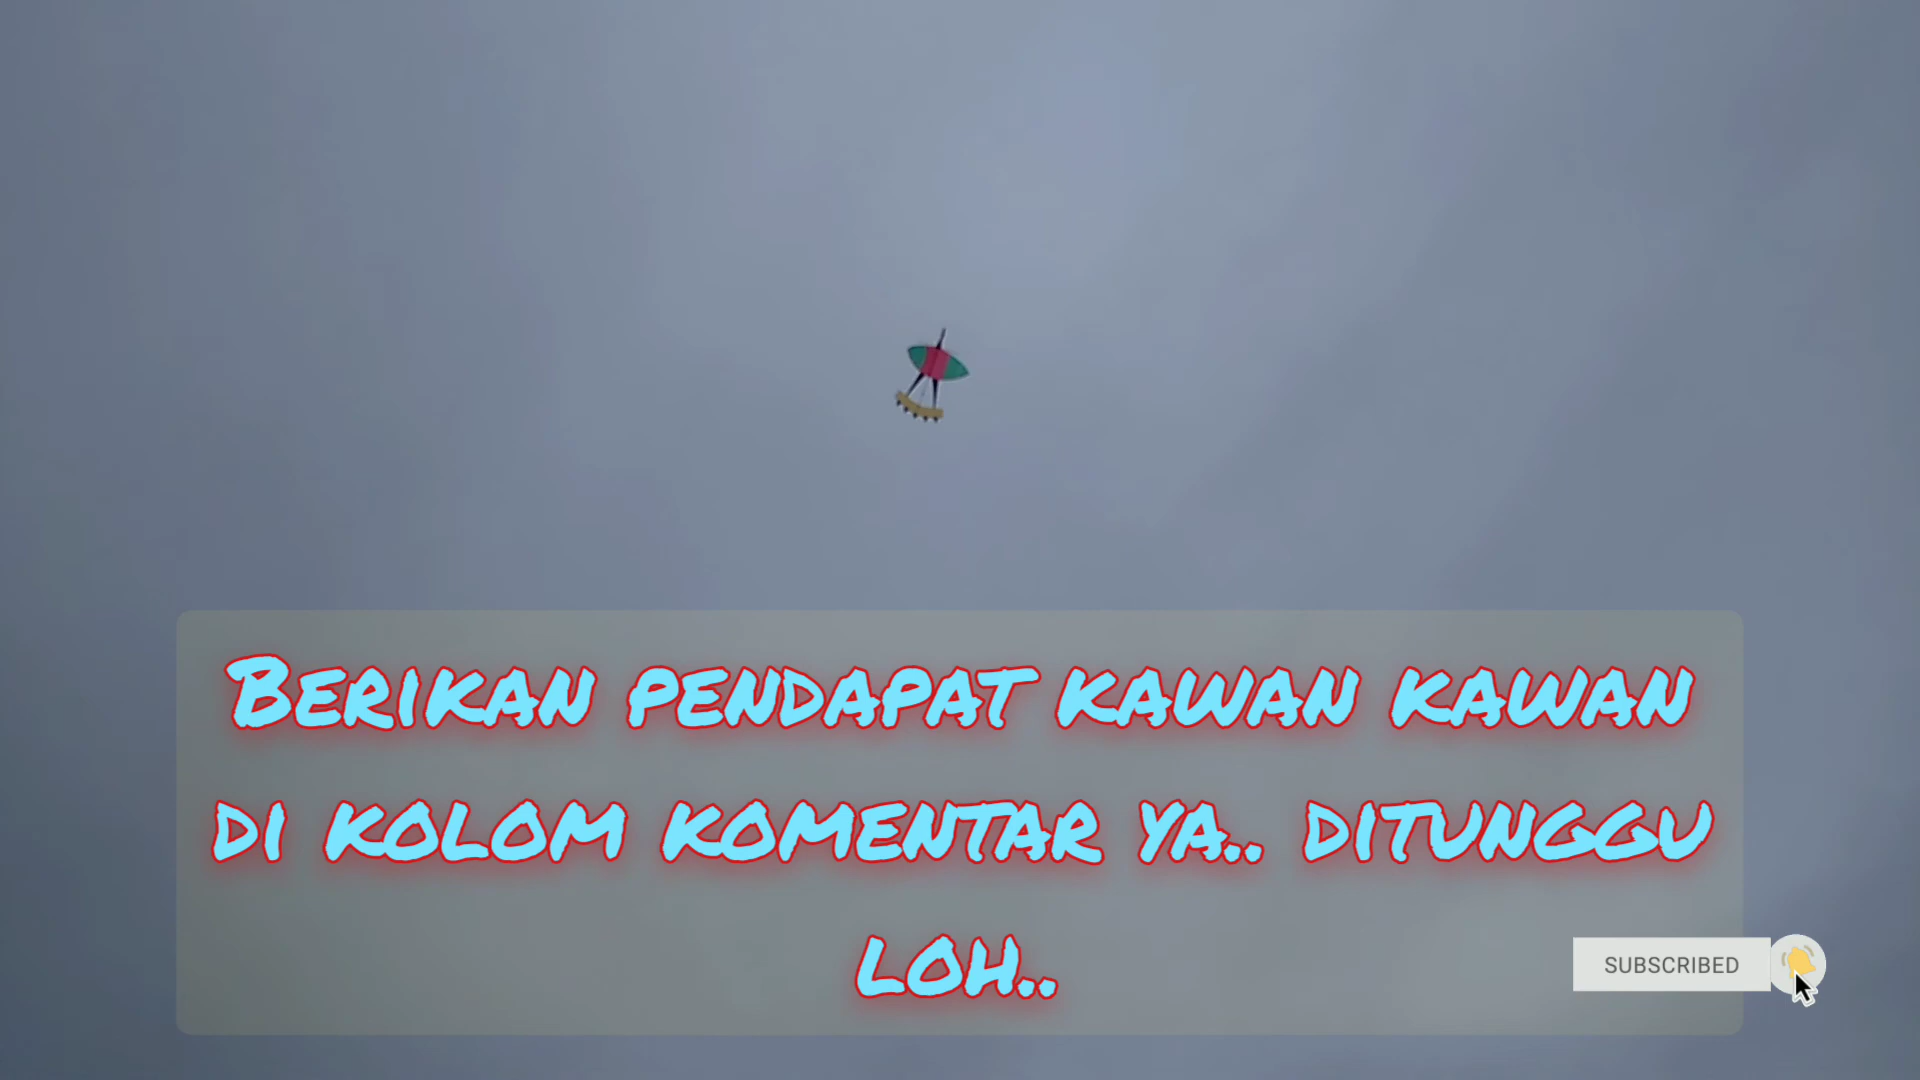 Berikan pendapat kawan kawan
di kolom komentar ya.. ditunggu
loh..
SUBSCRIBED